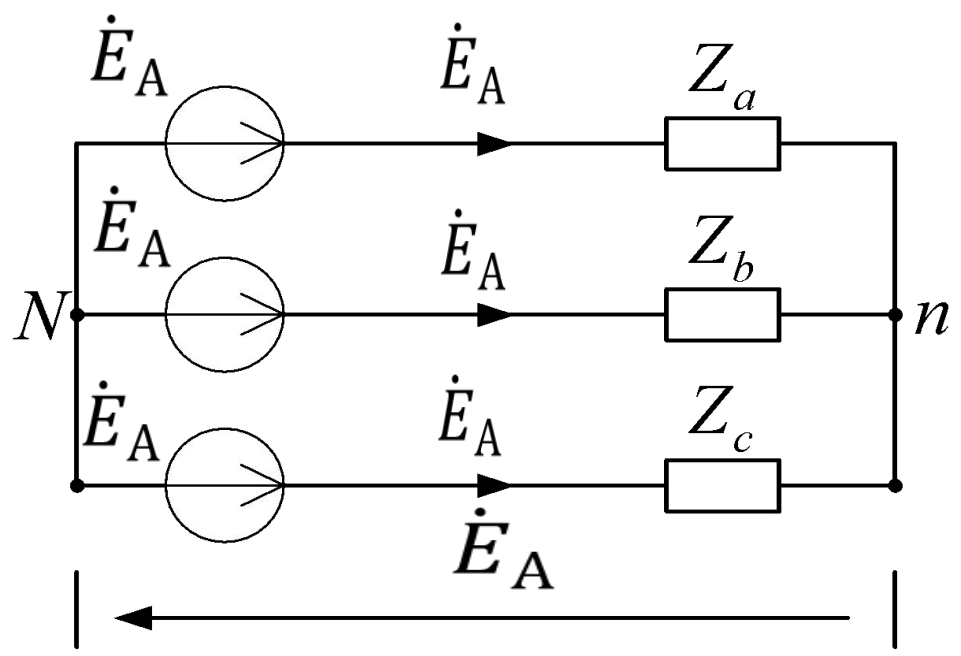 Ė_A Ė_A Z_a
Ė_A Ė_A Z_b
N n
Ė_A Ė_A Z_c
Ė_A